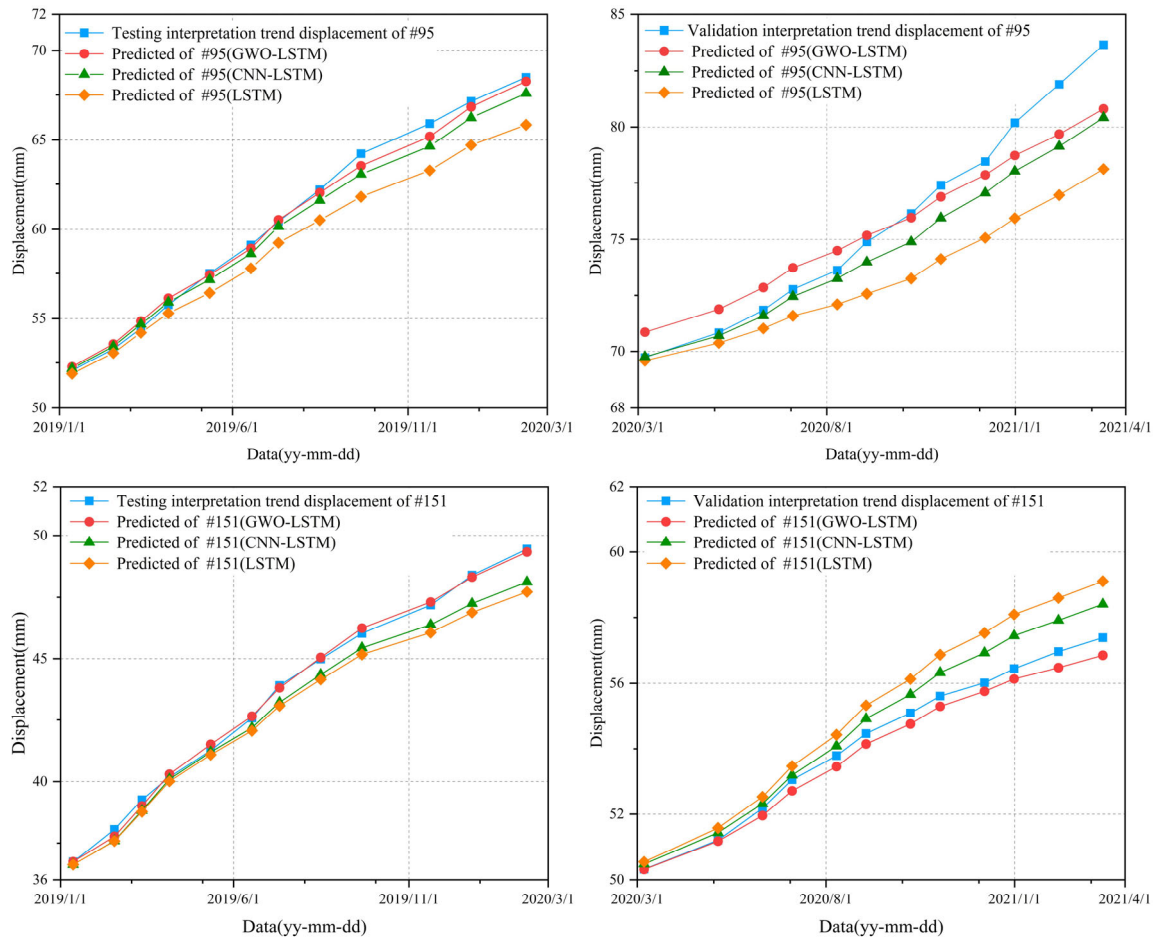 Testing interpretation trend displacement of #95
Predicted of #95(GWO-LSTM)
Predicted of #95(CNN-LSTM)
Predicted of #95(LSTM)
72
70
65
60
55
50
Displacement(mm)
2019/1/1
2019/6/1
2019/11/1
2020/3/1
Data(yy-mm-dd)
Validation interpretation trend displacement of #95
Predicted of #95(GWO-LSTM)
Predicted of #95(CNN-LSTM)
Predicted of #95(LSTM)
85
80
75
70
68
Displacement(mm)
2020/3/1
2020/8/1
2021/1/1
2021/4/1
Data(yy-mm-dd)
Testing interpretation trend displacement of #151
Predicted of #151(GWO-LSTM)
Predicted of #151(CNN-LSTM)
Predicted of #151(LSTM)
52
50
45
40
36
Displacement(mm)
2019/1/1
2019/6/1
2019/11/1
2020/3/1
Data(yy-mm-dd)
Validation interpretation trend displacement of #151
Predicted of #151(GWO-LSTM)
Predicted of #151(CNN-LSTM)
Predicted of #151(LSTM)
62
60
56
52
50
Displacement(mm)
2020/3/1
2020/8/1
2021/1/1
2021/4/1
Data(yy-mm-dd)